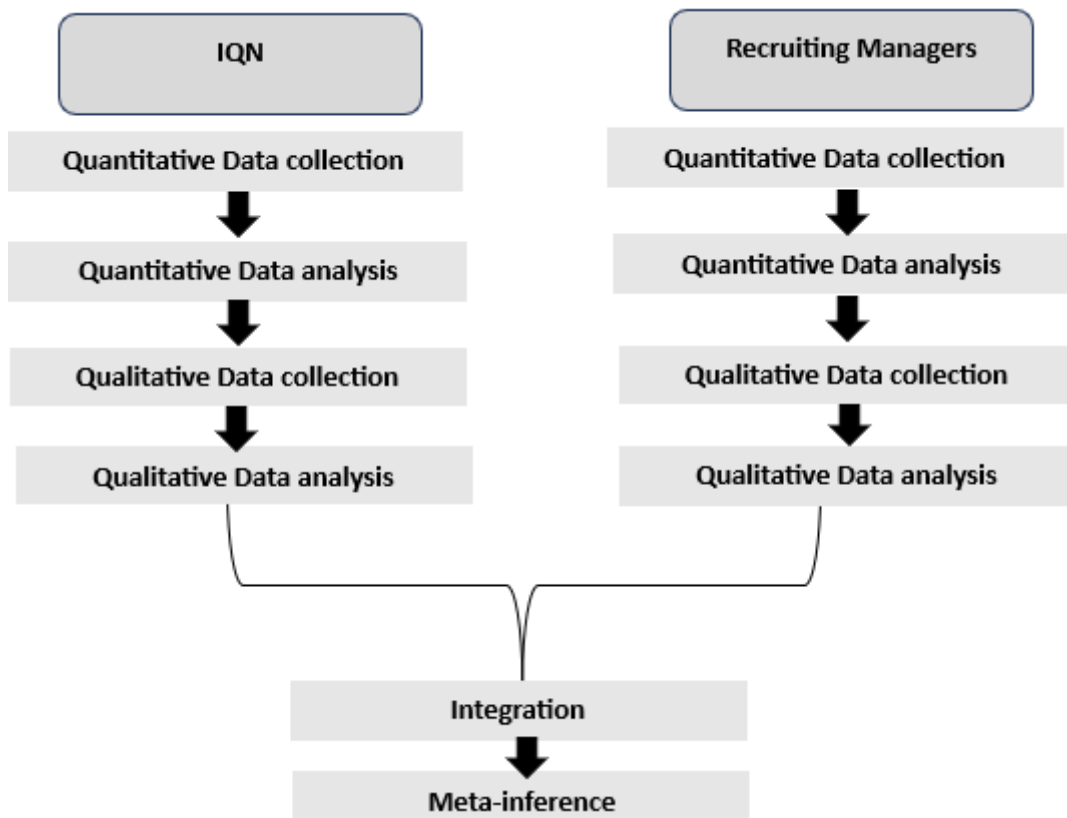 IQN
Quantitative Data collection
Quantitative Data analysis
Qualitative Data collection
Qualitative Data analysis
Recruiting Managers
Quantitative Data collection
Quantitative Data analysis
Qualitative Data collection
Qualitative Data analysis
Integration
Meta-inference